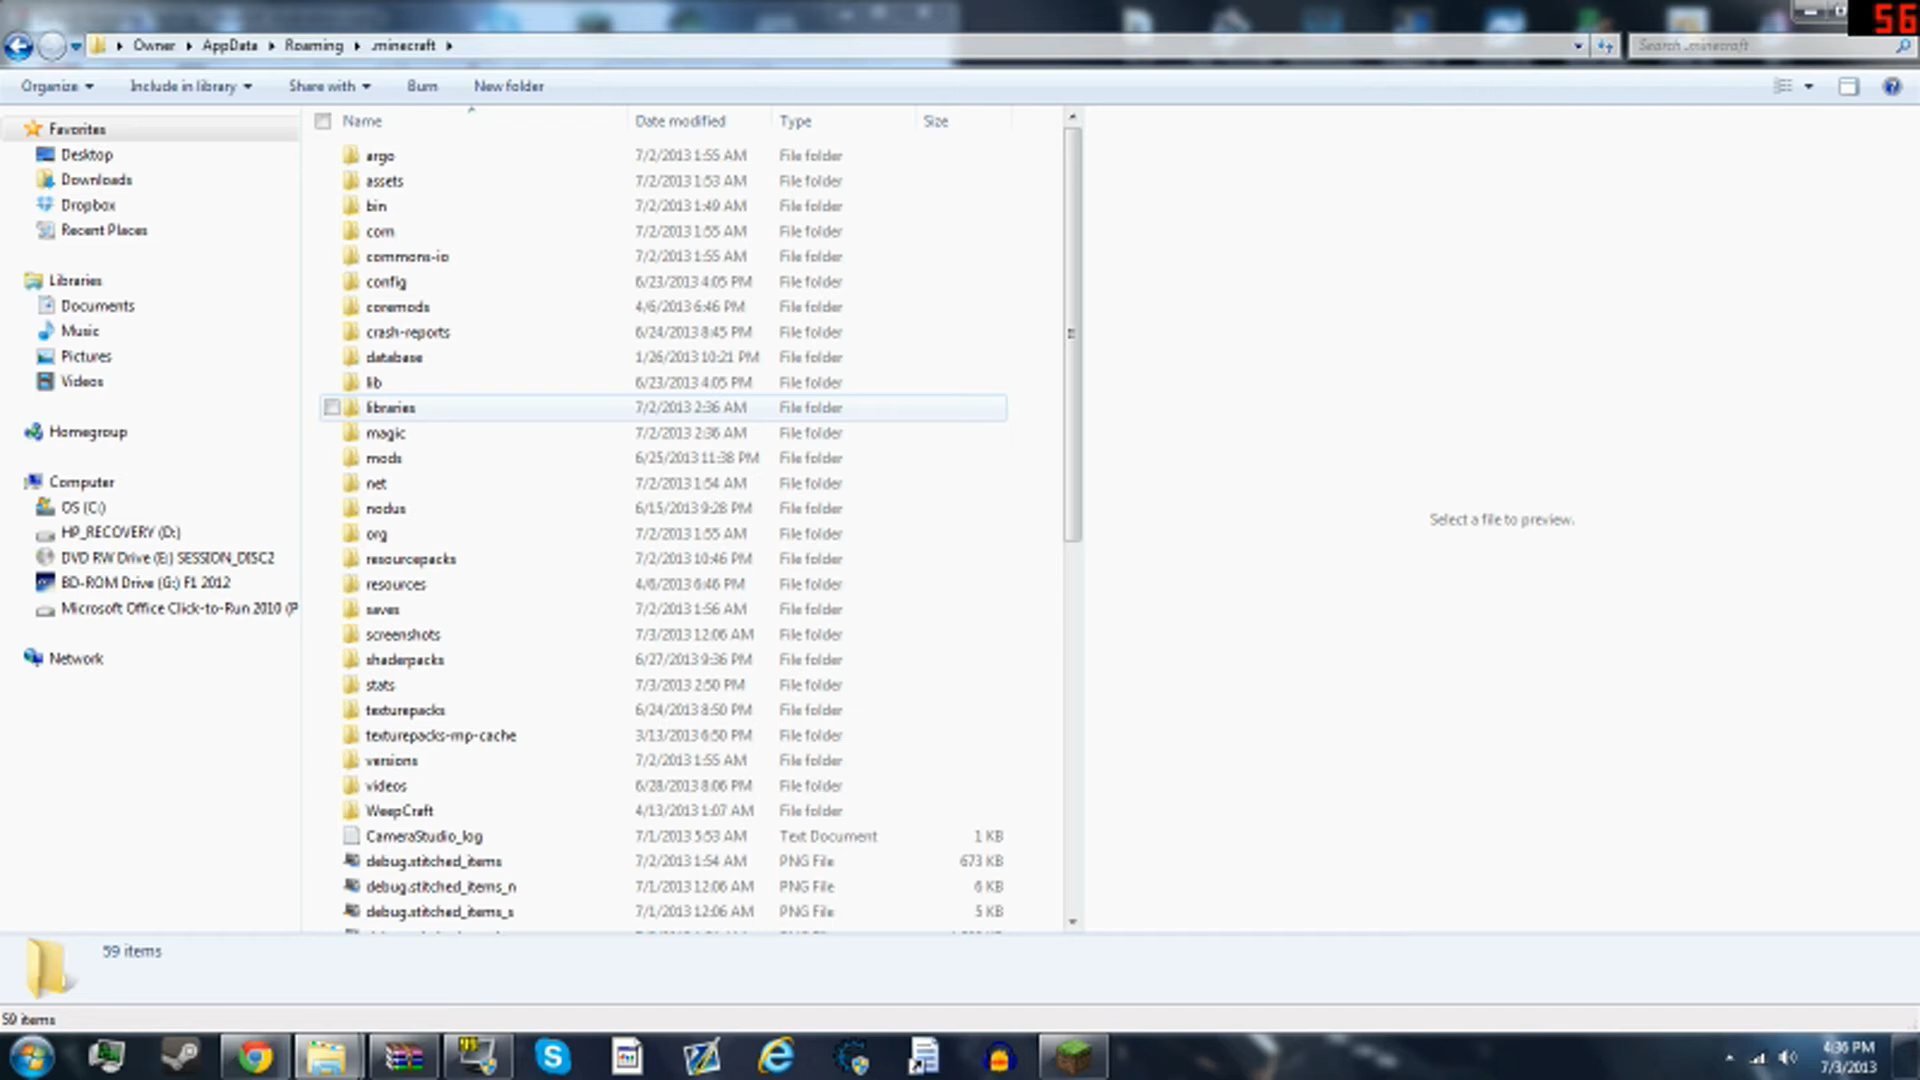 56
Owner AppData Roaming .minecraft
Search .minecraft
Organize Include in library Share with Burn New folder
Name Date modified Type Size
Favorites
Desktop
Downloads
Dropbox
Recent Places
Libraries
Documents
Music
Pictures
Videos
Homegroup
Computer
OS (C:)
HP_RECOVERY (D:)
DVD RW Drive (E:) SESSION_DISC2
BD-ROM Drive (G:) F1 2012
Microsoft Office Click-to-Run 2010 (P
Network
argo 7/2/2013 1:55 AM File folder
assets 7/2/2013 1:53 AM File folder
bin 7/2/2013 1:49 AM File folder
com 7/2/2013 1:55 AM File folder
commons-io 7/2/2013 1:55 AM File folder
config 6/23/2013 4:05 PM File folder
coremods 4/6/2013 6:46 PM File folder
crash-reports 6/24/2013 8:45 PM File folder
database 1/26/2013 10:21 PM File folder
lib 6/23/2013 4:05 PM File folder
libraries 7/2/2013 2:36 AM File folder
magic 7/2/2013 2:36 AM File folder
mods 6/25/2013 11:38 PM File folder
net 7/2/2013 1:54 AM File folder
nodus 6/15/2013 9:28 PM File folder
org 7/2/2013 1:55 AM File folder
resourcepacks 7/2/2013 10:46 PM File folder
resources 4/6/2013 6:46 PM File folder
saves 7/2/2013 1:56 AM File folder
screenshots 7/3/2013 12:06 AM File folder
shaderpacks 6/27/2013 9:36 PM File folder
stats 7/3/2013 2:50 PM File folder
texturepacks 6/24/2013 8:50 PM File folder
texturepacks-mp-cache 3/13/2013 6:50 PM File folder
versions 7/2/2013 1:55 AM File folder
videos 6/28/2013 8:06 PM File folder
WeepCraft 4/13/2013 1:07 AM File folder
CameraStudio_log 7/1/2013 5:53 AM Text Document 1 KB
debug.stitched_items 7/2/2013 1:54 AM PNG File 673 KB
debug.stitched_items_n 7/1/2013 12:06 AM PNG File 6 KB
debug.stitched_items_s 7/1/2013 12:06 AM PNG File 5 KB
Select a file to preview.
59 items
59 items
4:36 PM
7/3/2013